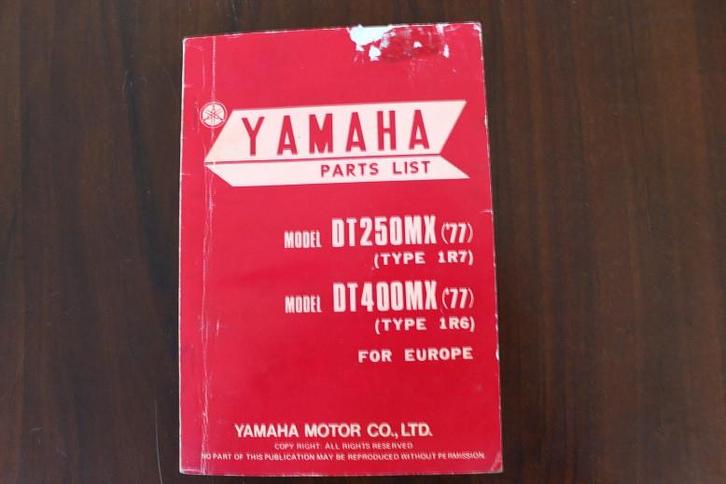 YAMAHA
PARTS LIST
MODEL DT250MX ('77)
(TYPE 1R7)
MODEL DT400MX ('77)
(TYPE 1R6)
FOR EUROPE
YAMAHA MOTOR CO., LTD.
COPY RIGHT. ALL RIGHTS RESERVED
NO PART OF THIS PUBLICATION MAY BE REPRODUCED WITHOUT PERMISSION.